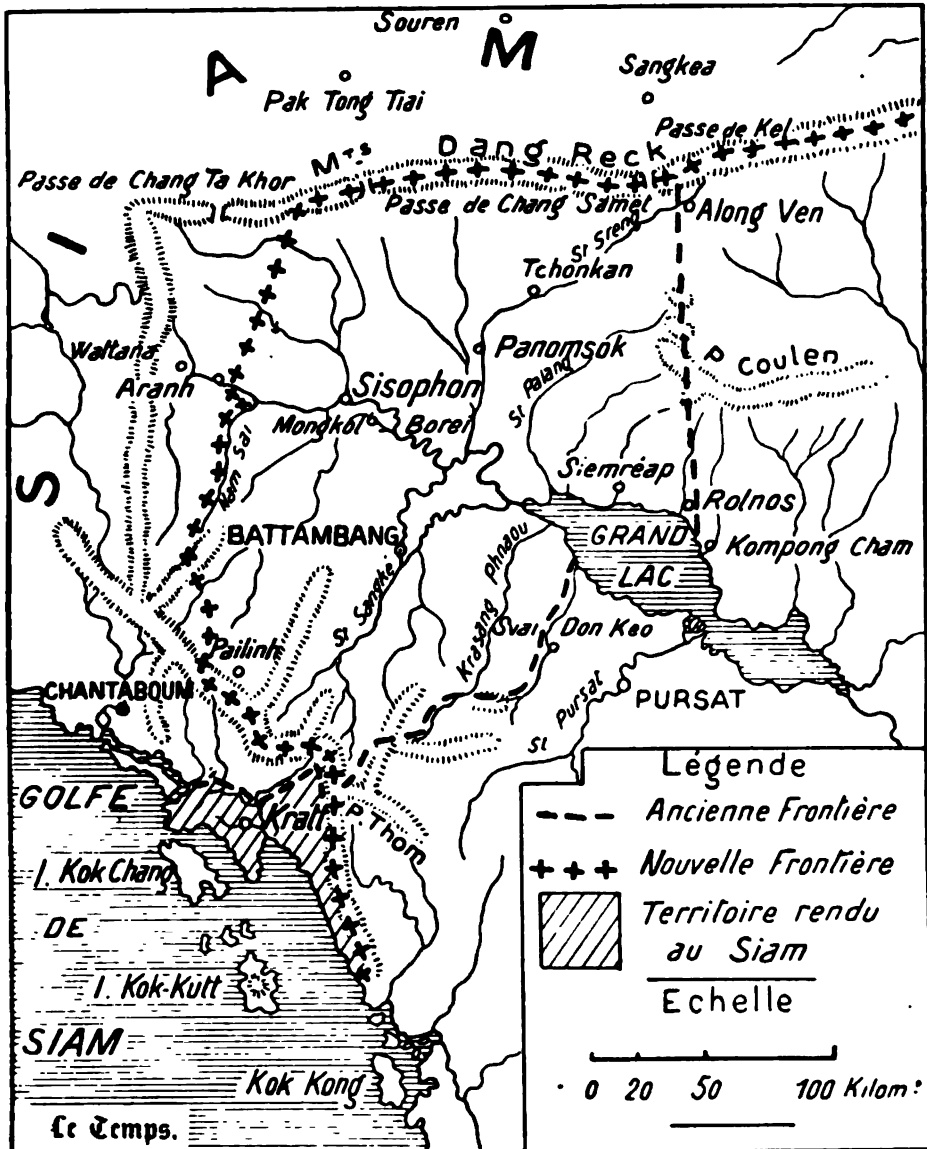 Souren
SIAM
Sangkea
Pak Tong Tiai
Passe de Kel
Mts Dang Reck
Passe de Chang Ta Khor
Passe de Chang Samet
Along Ven
St Sreng
Tchonkan
Wattana
Aranh
Sisophon
Panomsok
P Coulen
Mongkol Borei
St Palang
Nam Sai
Siemréap
Rolnos
BATTAMBANG
GRAND
LAC
Kompong Cham
St Sangké
Krasang
Phnaou
Svai Don Keo
Pailinh
CHANTABOUM
St Pursat
PURSAT
GOLFE
DE
SIAM
Kratt
P Thom
I. Kok Chang
I. Kok-Kutt
Kok Kong
Le Temps.
Légende
Ancienne Frontière
Nouvelle Frontière
Territoire rendu
au Siam
Echelle
0 20 50 100 Kilom: